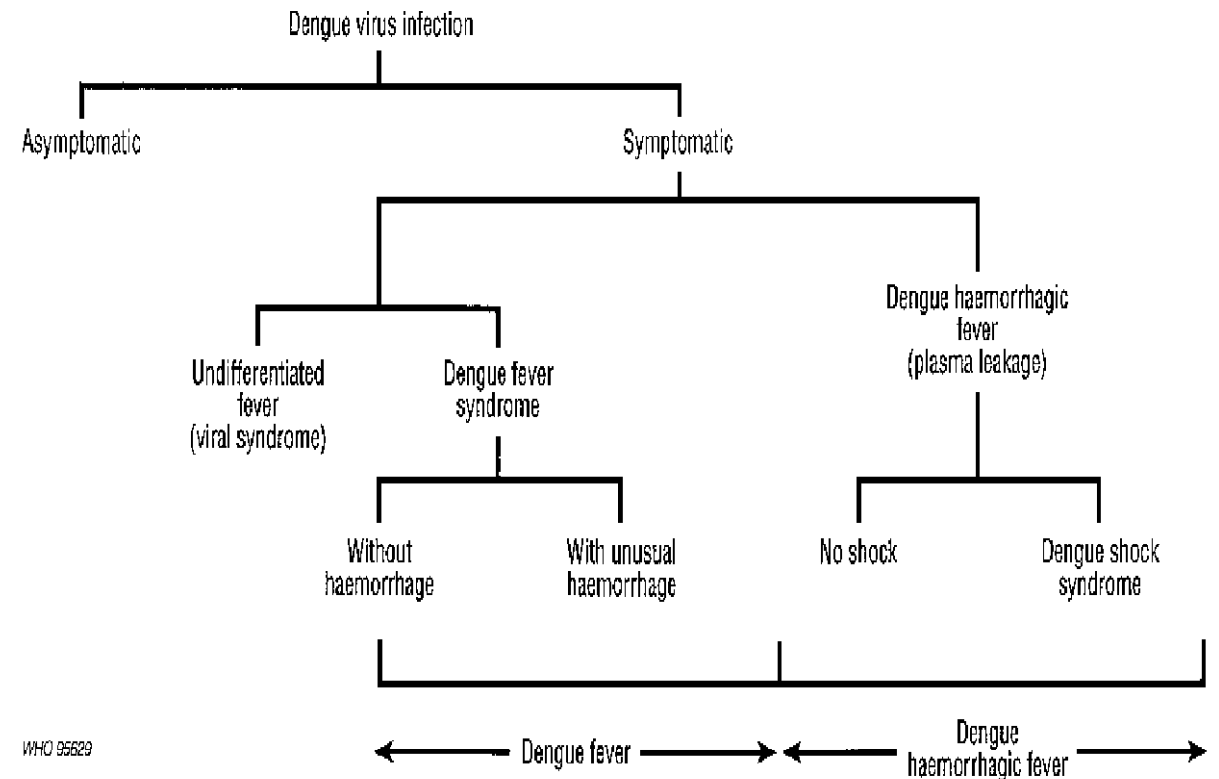 Dengue virus infection
Asymptomatic
Symptomatic
Dengue haemorrhagic
fever
(plasma leakage)
Undifferentiated
fever
(viral syndrome)
Dengue fever
syndrome
Without
haemorrhage
With unusual
haemorrhage
No shock
Dengue shock
syndrome
Dengue fever
Dengue
haemorrhagic fever
WHO 95629